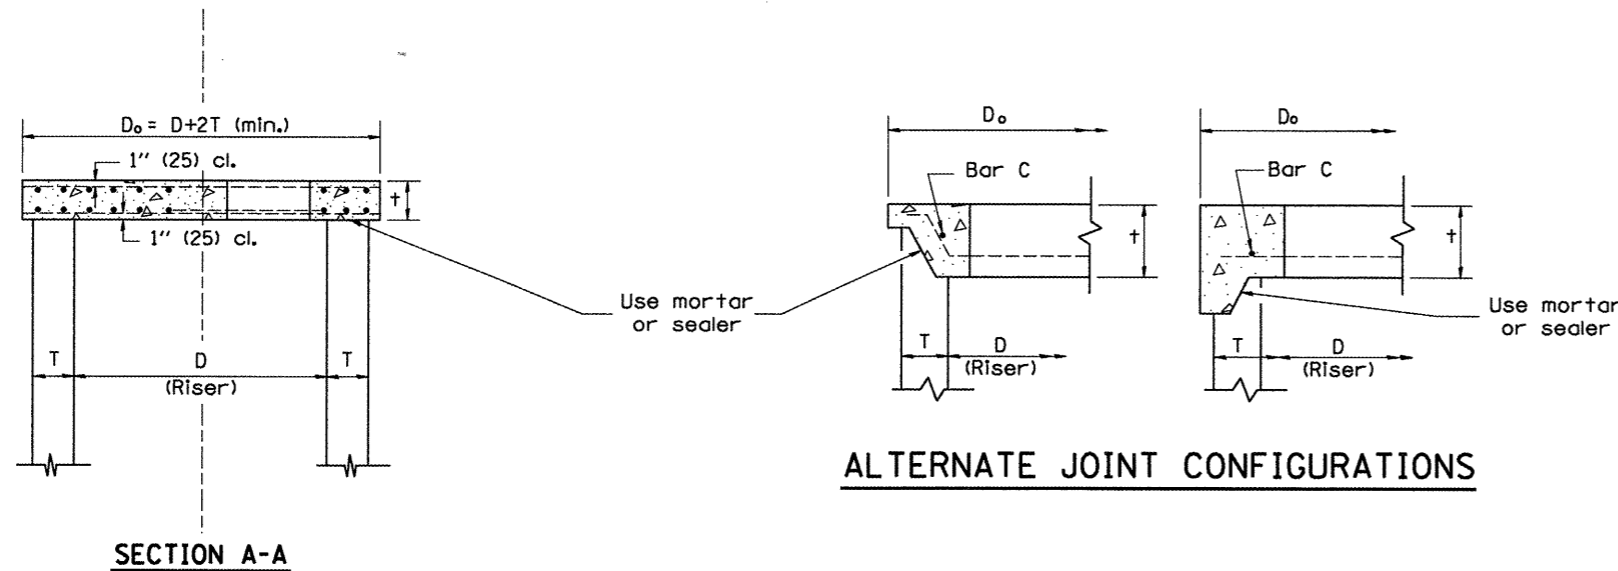 Dₒ = D+2T (min.)
1" (25) cl.
t
1" (25) cl.
T
D
(Riser)
T
SECTION A-A
Use mortar
or sealer
Dₒ
Bar C
t
T
D
(Riser)
Dₒ
Bar C
t
Use mortar
or sealer
T
D
(Riser)
ALTERNATE JOINT CONFIGURATIONS